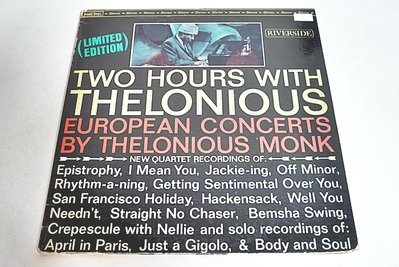 (LIMITED
EDITION)
RIVERSIDE
TWO HOURS WITH
THELONIOUS
EUROPEAN CONCERTS
BY THELONIOUS MONK
NEW QUARTET RECORDINGS OF:
Epistrophy, I Mean You, Jackie-ing, Off Minor,
Rhythm-a-ning, Getting Sentimental Over You,
San Francisco Holiday, Hackensack, Well You
Needn't, Straight No Chaser, Bemsha Swing,
Crepescule with Nellie and solo recordings of:
April in Paris, Just a Gigolo, & Body and Soul